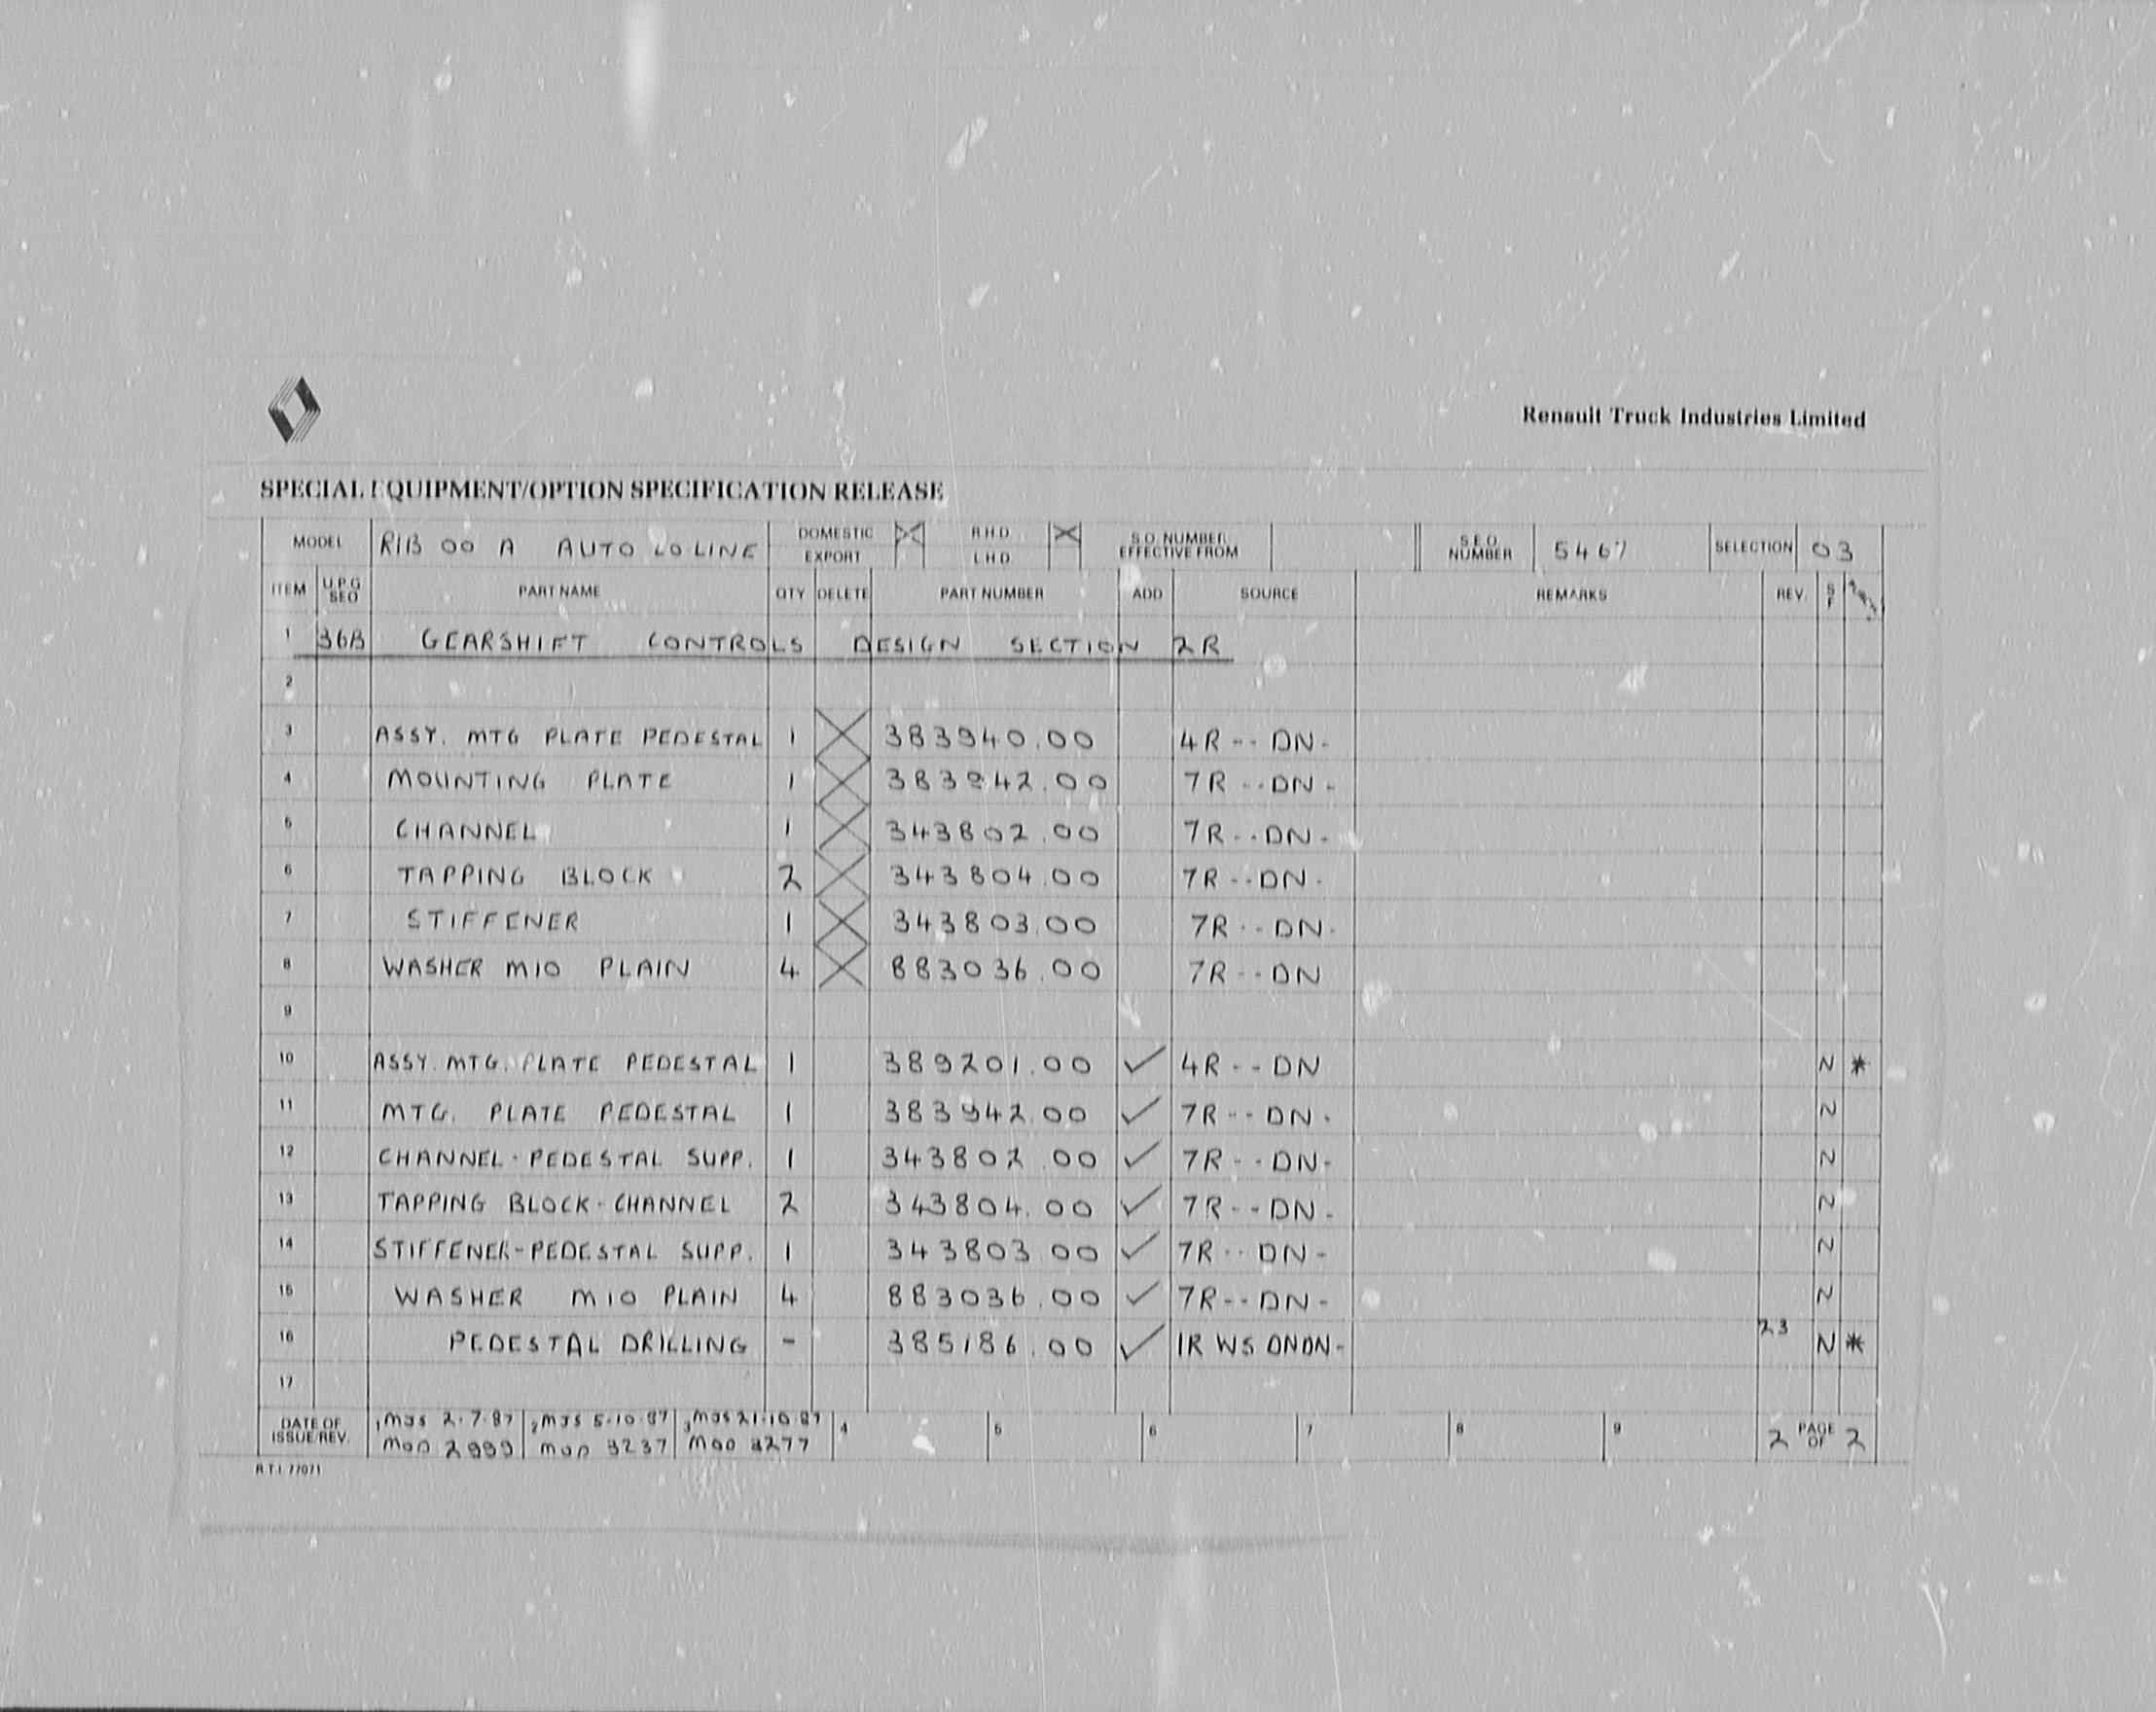 Renault Truck Industries Limited
SPECIAL EQUIPMENT/OPTION SPECIFICATION RELEASE
MODEL R1B 00 A AUTO LOLINE DOMESTIC R.H.D S.O. NUMBER EFFECTIVE FROM S.E.O. NUMBER 5467 SELECTION 03
EXPORT L.H.D
ITEM U.P.G SEQ PART NAME QTY DELETE PART NUMBER ADD SOURCE REMARKS REV. S F
1 36B GEARSHIFT CONTROLS DESIGN SECTION 2R
2
3 ASSY. MTG PLATE PEDESTAL 1 383940.00 4R -- DN-
4 MOUNTING PLATE 1 383942.00 7R --DN-
5 CHANNEL 1 343802.00 7R--DN-
6 TAPPING BLOCK 2 343804.00 7R--DN-
7 STIFFENER 1 343803.00 7R--DN-
8 WASHER M10 PLAIN 4 883036.00 7R--DN
9
10 ASSY. MTG. PLATE PEDESTAL 1 389201.00 ✓ 4R--DN N *
11 MTG. PLATE PEDESTAL 1 383942.00 ✓ 7R--DN- N
12 CHANNEL-PEDESTAL SUPP. 1 343802.00 ✓ 7R--DN- N
13 TAPPING BLOCK-CHANNEL 2 343804.00 ✓ 7R--DN- N
14 STIFFENER-PEDESTAL SUPP. 1 343803 00 ✓ 7R--DN- N
15 WASHER M10 PLAIN 4 883036.00 ✓ 7R--DN- N
16 PEDESTAL DRILLING - 385186.00 ✓ 1R WS DNDN- 23 N *
17
DATE OF ISSUE/REV. 1 MJS 2.7.87 2 MJS 5.10.87 3 MJS 21.10.87 4 5 6 7 8 9 2 PAGE OF 2
MOD 2999 MOD 3237 MOD 3277
R.T.I. 77071